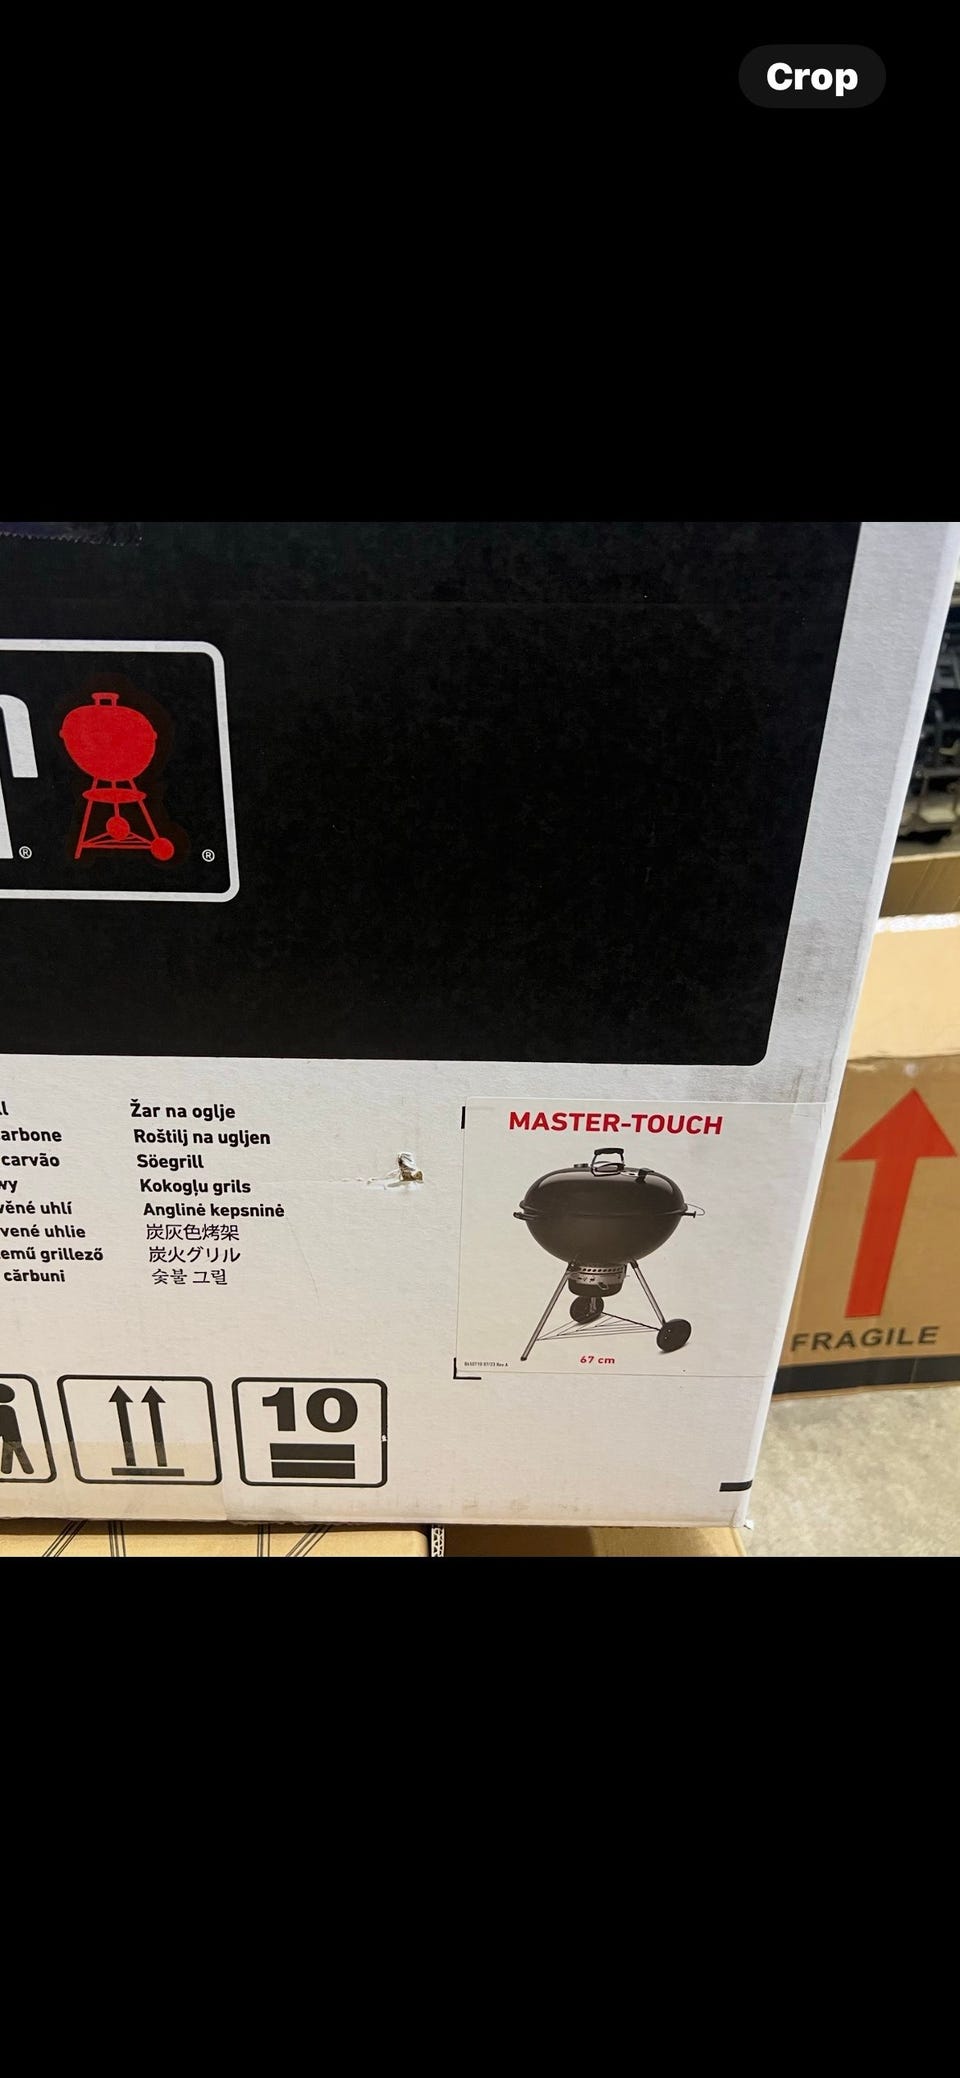 Crop
®
®
ll
arbone
carvão
wy
věné uhlí
vené uhlie
emű grillező
cărbuni
Žar na oglje
Roštilj na ugljen
Söegrill
Kokogļu grils
Anglinė kepsninė
炭灰色烤架
炭火グリル
숯불 그릴
MASTER-TOUCH
67 cm
10
FRAGILE